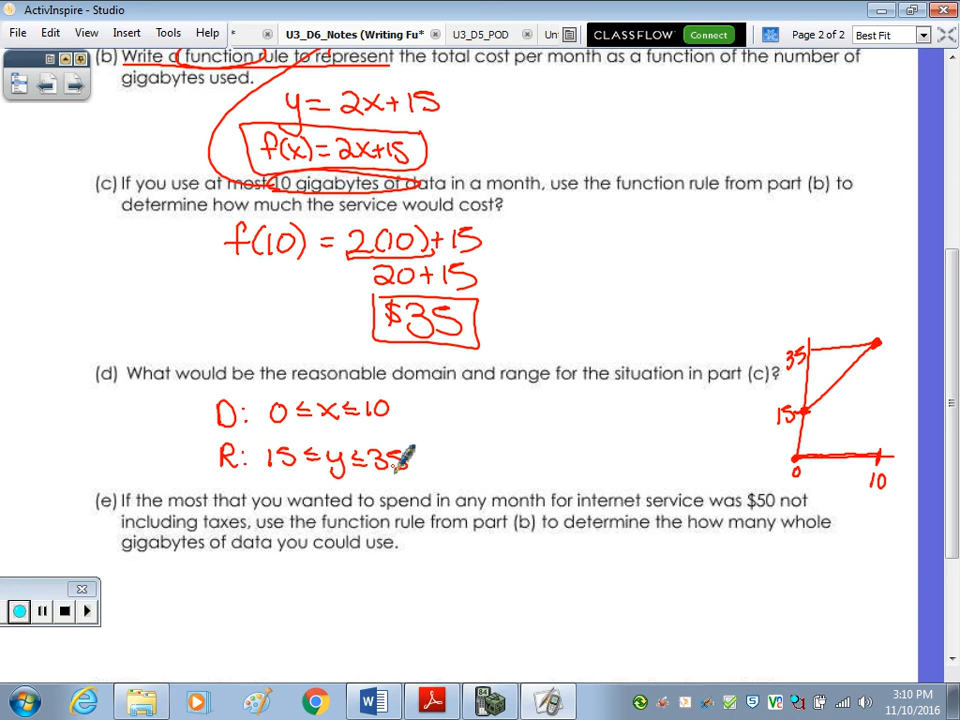 ActivInspire - Studio
File Edit View Insert Tools Help * U3_D6_Notes (Writing Fu* U3_D5_POD Un CLASSFLOW Connect Page 2 of 2 Best Fit
(b) Write a function rule to represent the total cost per month as a function of the number of
gigabytes used.
y = 2x+15
f(x) = 2x+15
(c) If you use at most 10 gigabytes of data in a month, use the function rule from part (b) to
determine how much the service would cost?
f(10) = 2(10)+15
20+15
$35
(d) What would be the reasonable domain and range for the situation in part (c)?
D: 0 ≤ x ≤ 10
R: 15 ≤ y ≤ 35
35
15
0
10
(e) If the most that you wanted to spend in any month for internet service was $50 not
including taxes, use the function rule from part (b) to determine the how many whole
gigabytes of data you could use.
3:10 PM
11/10/2016